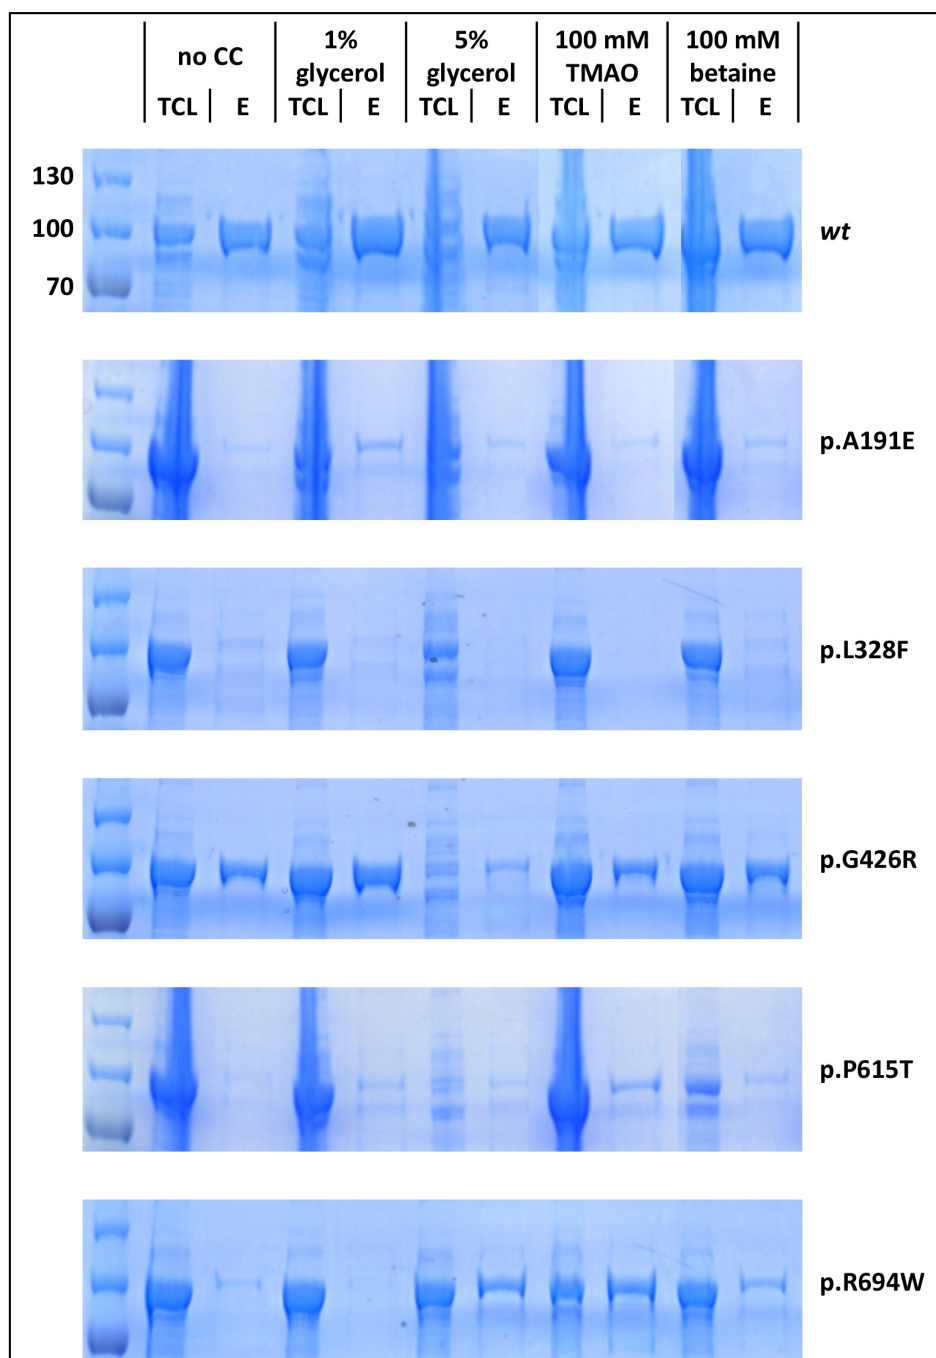 no CC
1% glycerol
5% glycerol
100 mM TMAO
100 mM betaine
TCL E TCL E TCL E TCL E TCL E
130
100
70
wt
p.A191E
p.L328F
p.G426R
p.P615T
p.R694W